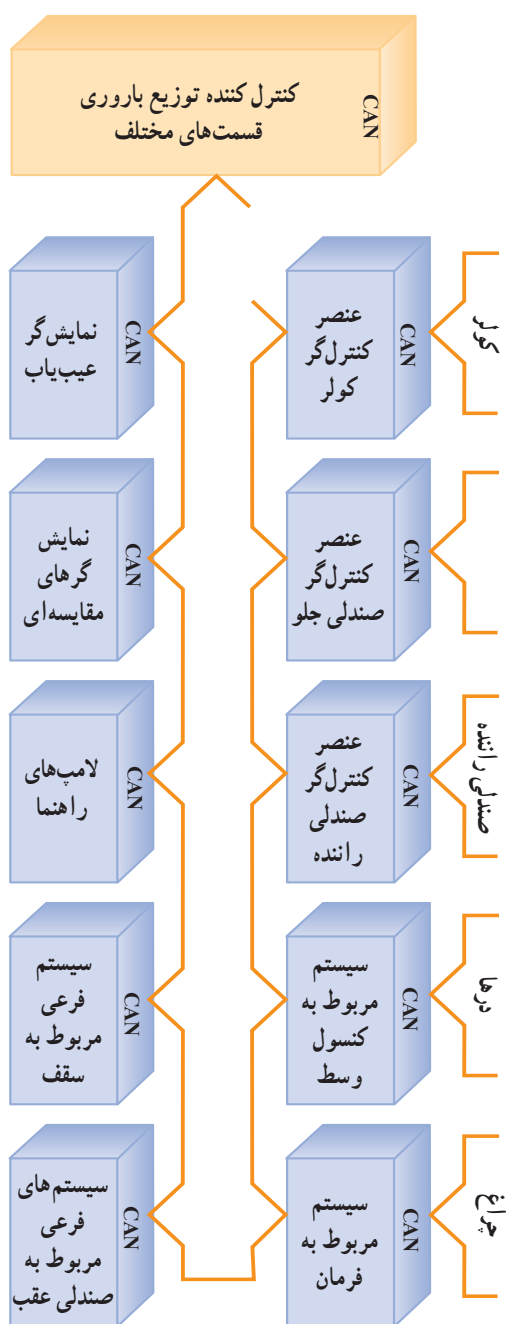 کنترل کننده توزیع باروری
قسمت‌های مختلف
CAN
کولر
عنصر
کنترل‌گر
کولر
CAN
نمایش‌گر
عیب‌یاب
CAN
عنصر
کنترل‌گر
صندلی جلو
CAN
نمایش
گرهای
مقایسه‌ای
CAN
صندلی راننده
عنصر
کنترل‌گر
صندلی
راننده
CAN
لامپ‌های
راهنما
CAN
درها
سیستم
مربوط به
کنسول
وسط
CAN
سیستم
فرعی
مربوط به
سقف
CAN
چراغ
سیستم
مربوط به
فرمان
CAN
سیستم‌های
فرعی
مربوط به
صندلی عقب
CAN